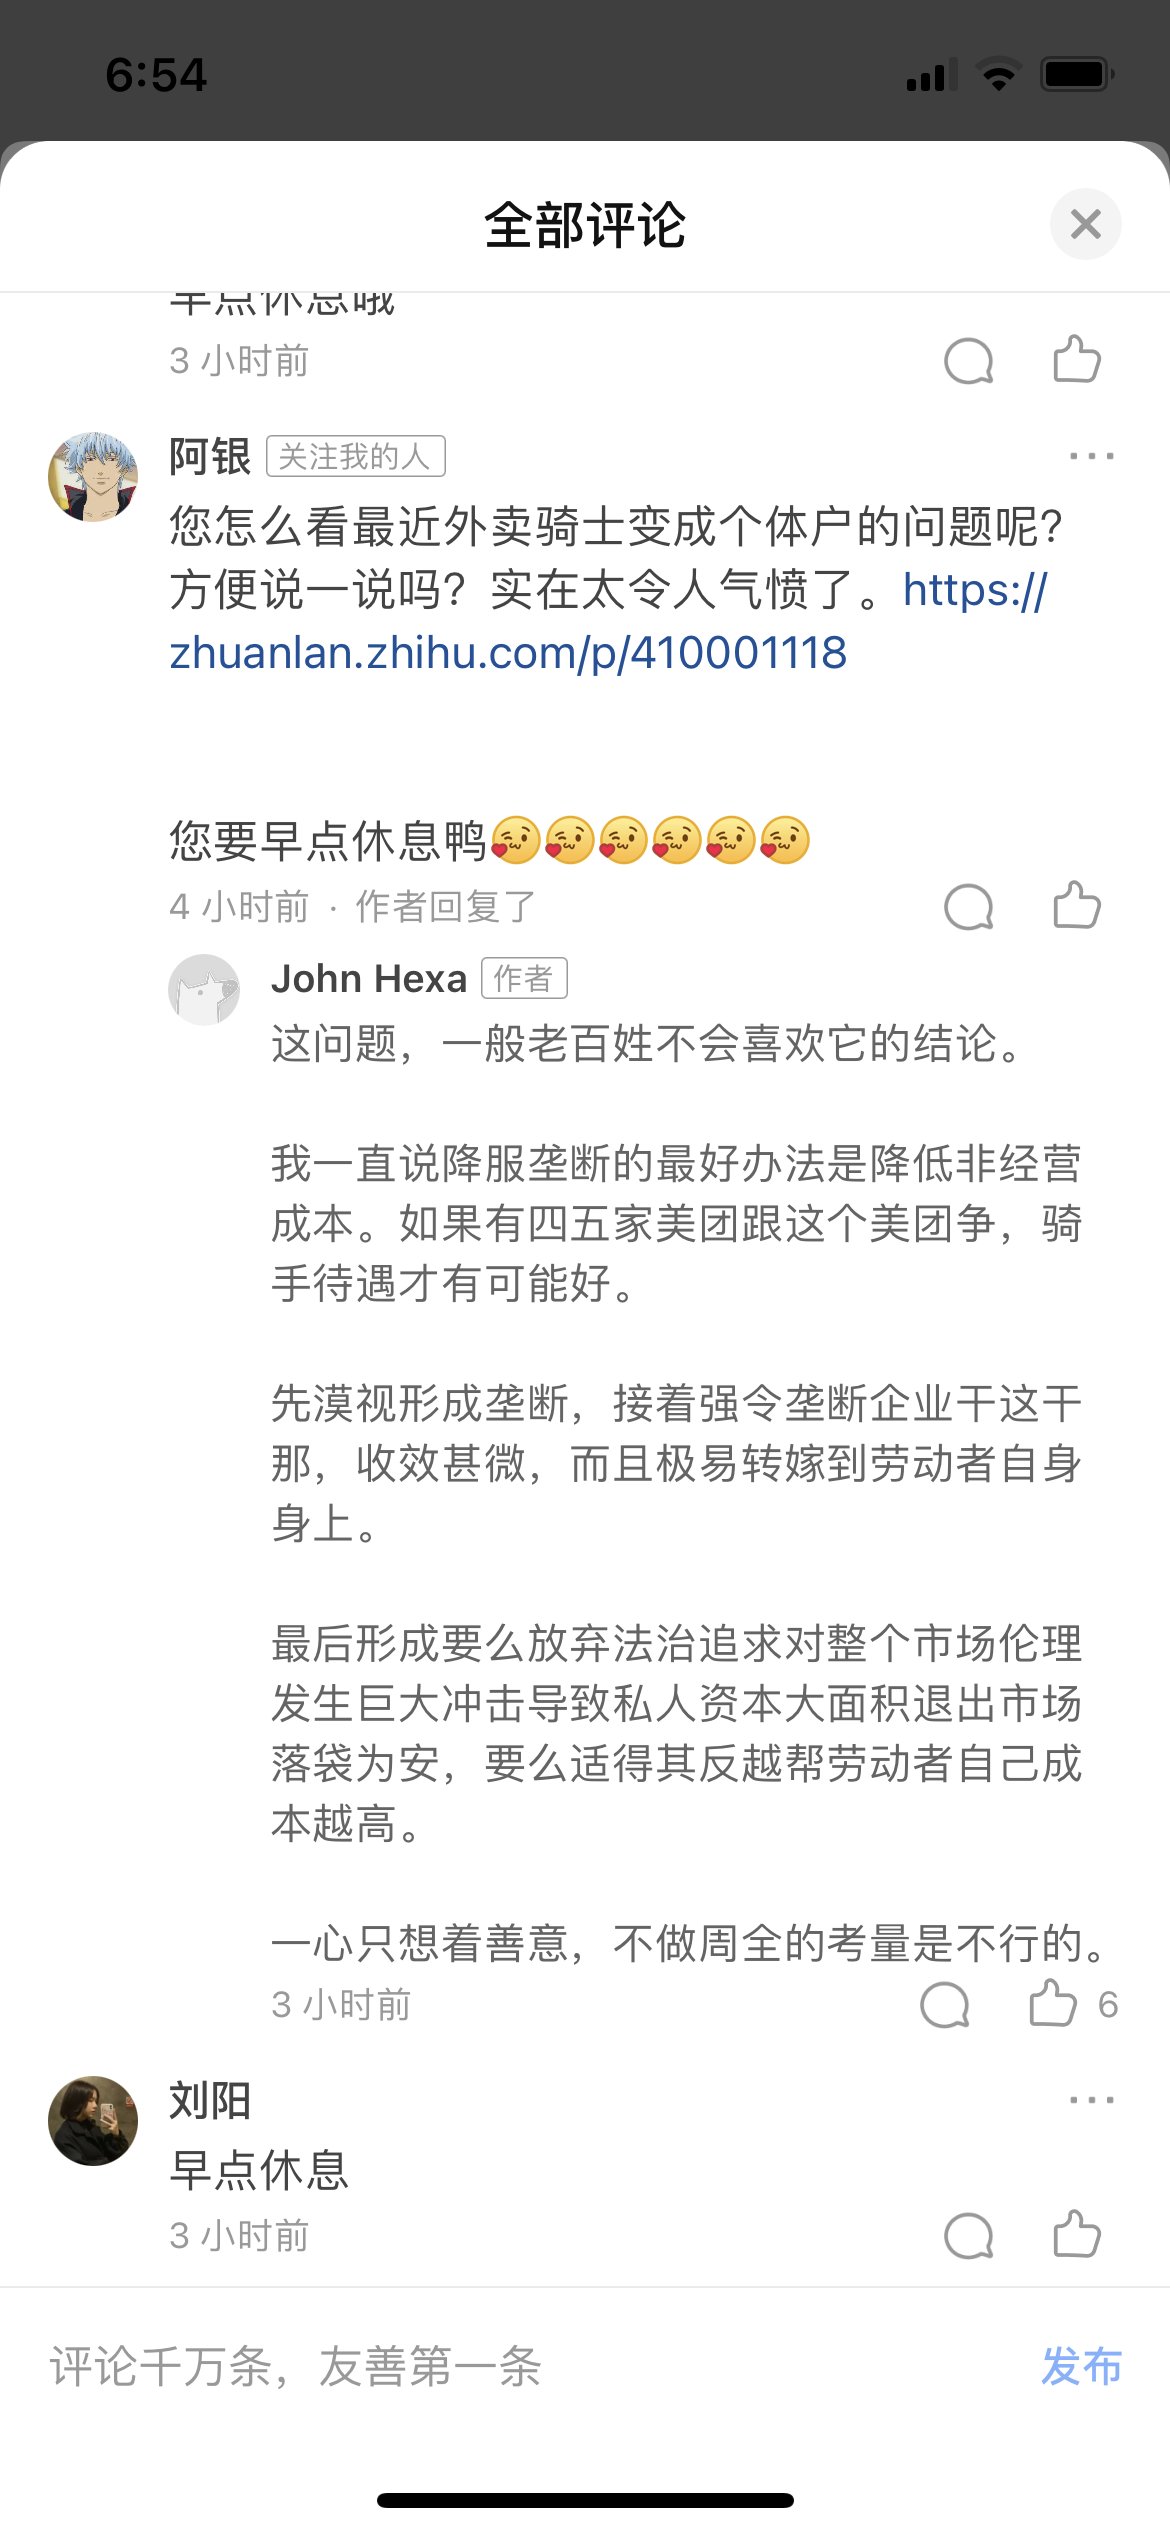 6:54
全部评论
早点休息哦
3 小时前
阿银 关注我的人
您怎么看最近外卖骑士变成个体户的问题呢？
方便说一说吗？实在太令人气愤了。https://
zhuanlan.zhihu.com/p/410001118
您要早点休息鸭😘😘😘😘😘😘
4 小时前 · 作者回复了
John Hexa 作者
这问题，一般老百姓不会喜欢它的结论。
我一直说降服垄断的最好办法是降低非经营
成本。如果有四五家美团跟这个美团争，骑
手待遇才有可能好。
先漠视形成垄断，接着强令垄断企业干这干
那，收效甚微，而且极易转嫁到劳动者自身
身上。
最后形成要么放弃法治追求对整个市场伦理
发生巨大冲击导致私人资本大面积退出市场
落袋为安，要么适得其反越帮劳动者自己成
本越高。
一心只想着善意，不做周全的考量是不行的。
3 小时前 6
刘阳
早点休息
3 小时前
评论千万条，友善第一条 发布